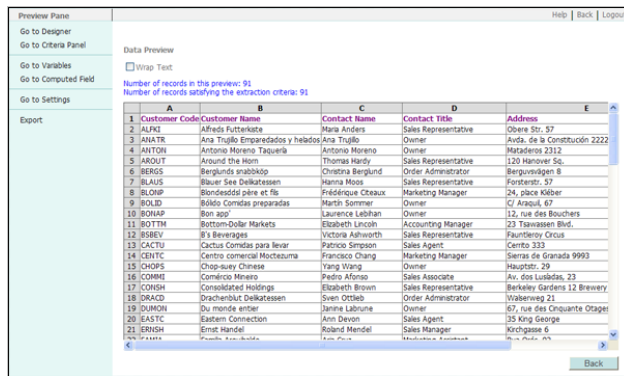 Preview Pane
Help | Back | Logout
Go to Designer
Go to Criteria Panel
Go to Variables
Go to Computed Field
Go to Settings
Export
Data Preview
Wrap Text
Number of records in this preview: 91
Number of records satisfying the extraction criteria: 91
A B C D E
1 Customer Code Customer Name Contact Name Contact Title Address
2 ALFKI Alfreds Futterkiste Maria Anders Sales Representative Obere Str. 57
3 ANATR Ana Trujillo Emparedados y helados Ana Trujillo Owner Avda. de la Constitución 2222
4 ANTON Antonio Moreno Taquería Antonio Moreno Owner Mataderos 2312
5 AROUT Around the Horn Thomas Hardy Sales Representative 120 Hanover Sq.
6 BERGS Berglunds snabbköp Christina Berglund Order Administrator Berguvsvägen 8
7 BLAUS Blauer See Delikatessen Hanna Moos Sales Representative Forsterstr. 57
8 BLONP Blondesddsl père et fils Frédérique Citeaux Marketing Manager 24, place Kléber
9 BOLID Bólido Comidas preparadas Martín Sommer Owner C/ Araquil, 67
10 BONAP Bon app' Laurence Lebihan Owner 12, rue des Bouchers
11 BOTTM Bottom-Dollar Markets Elizabeth Lincoln Accounting Manager 23 Tsawassen Blvd.
12 BSBEV B's Beverages Victoria Ashworth Sales Representative Fauntleroy Circus
13 CACTU Cactus Comidas para llevar Patricio Simpson Sales Agent Cerrito 333
14 CENTC Centro comercial Moctezuma Francisco Chang Marketing Manager Sierras de Granada 9993
15 CHOPS Chop-suey Chinese Yang Wang Owner Hauptstr. 29
16 COMMI Comércio Mineiro Pedro Afonso Sales Associate Av. dos Lusíadas, 23
17 CONSH Consolidated Holdings Elizabeth Brown Sales Representative Berkeley Gardens 12 Brewery
18 DRACD Drachenblut Delikatessen Sven Ottlieb Order Administrator Walserweg 21
19 DUMON Du monde entier Janine Labrune Owner 67, rue des Cinquante Otages
20 EASTC Eastern Connection Ann Devon Sales Agent 35 King George
21 ERNSH Ernst Handel Roland Mendel Sales Manager Kirchgasse 6
Back